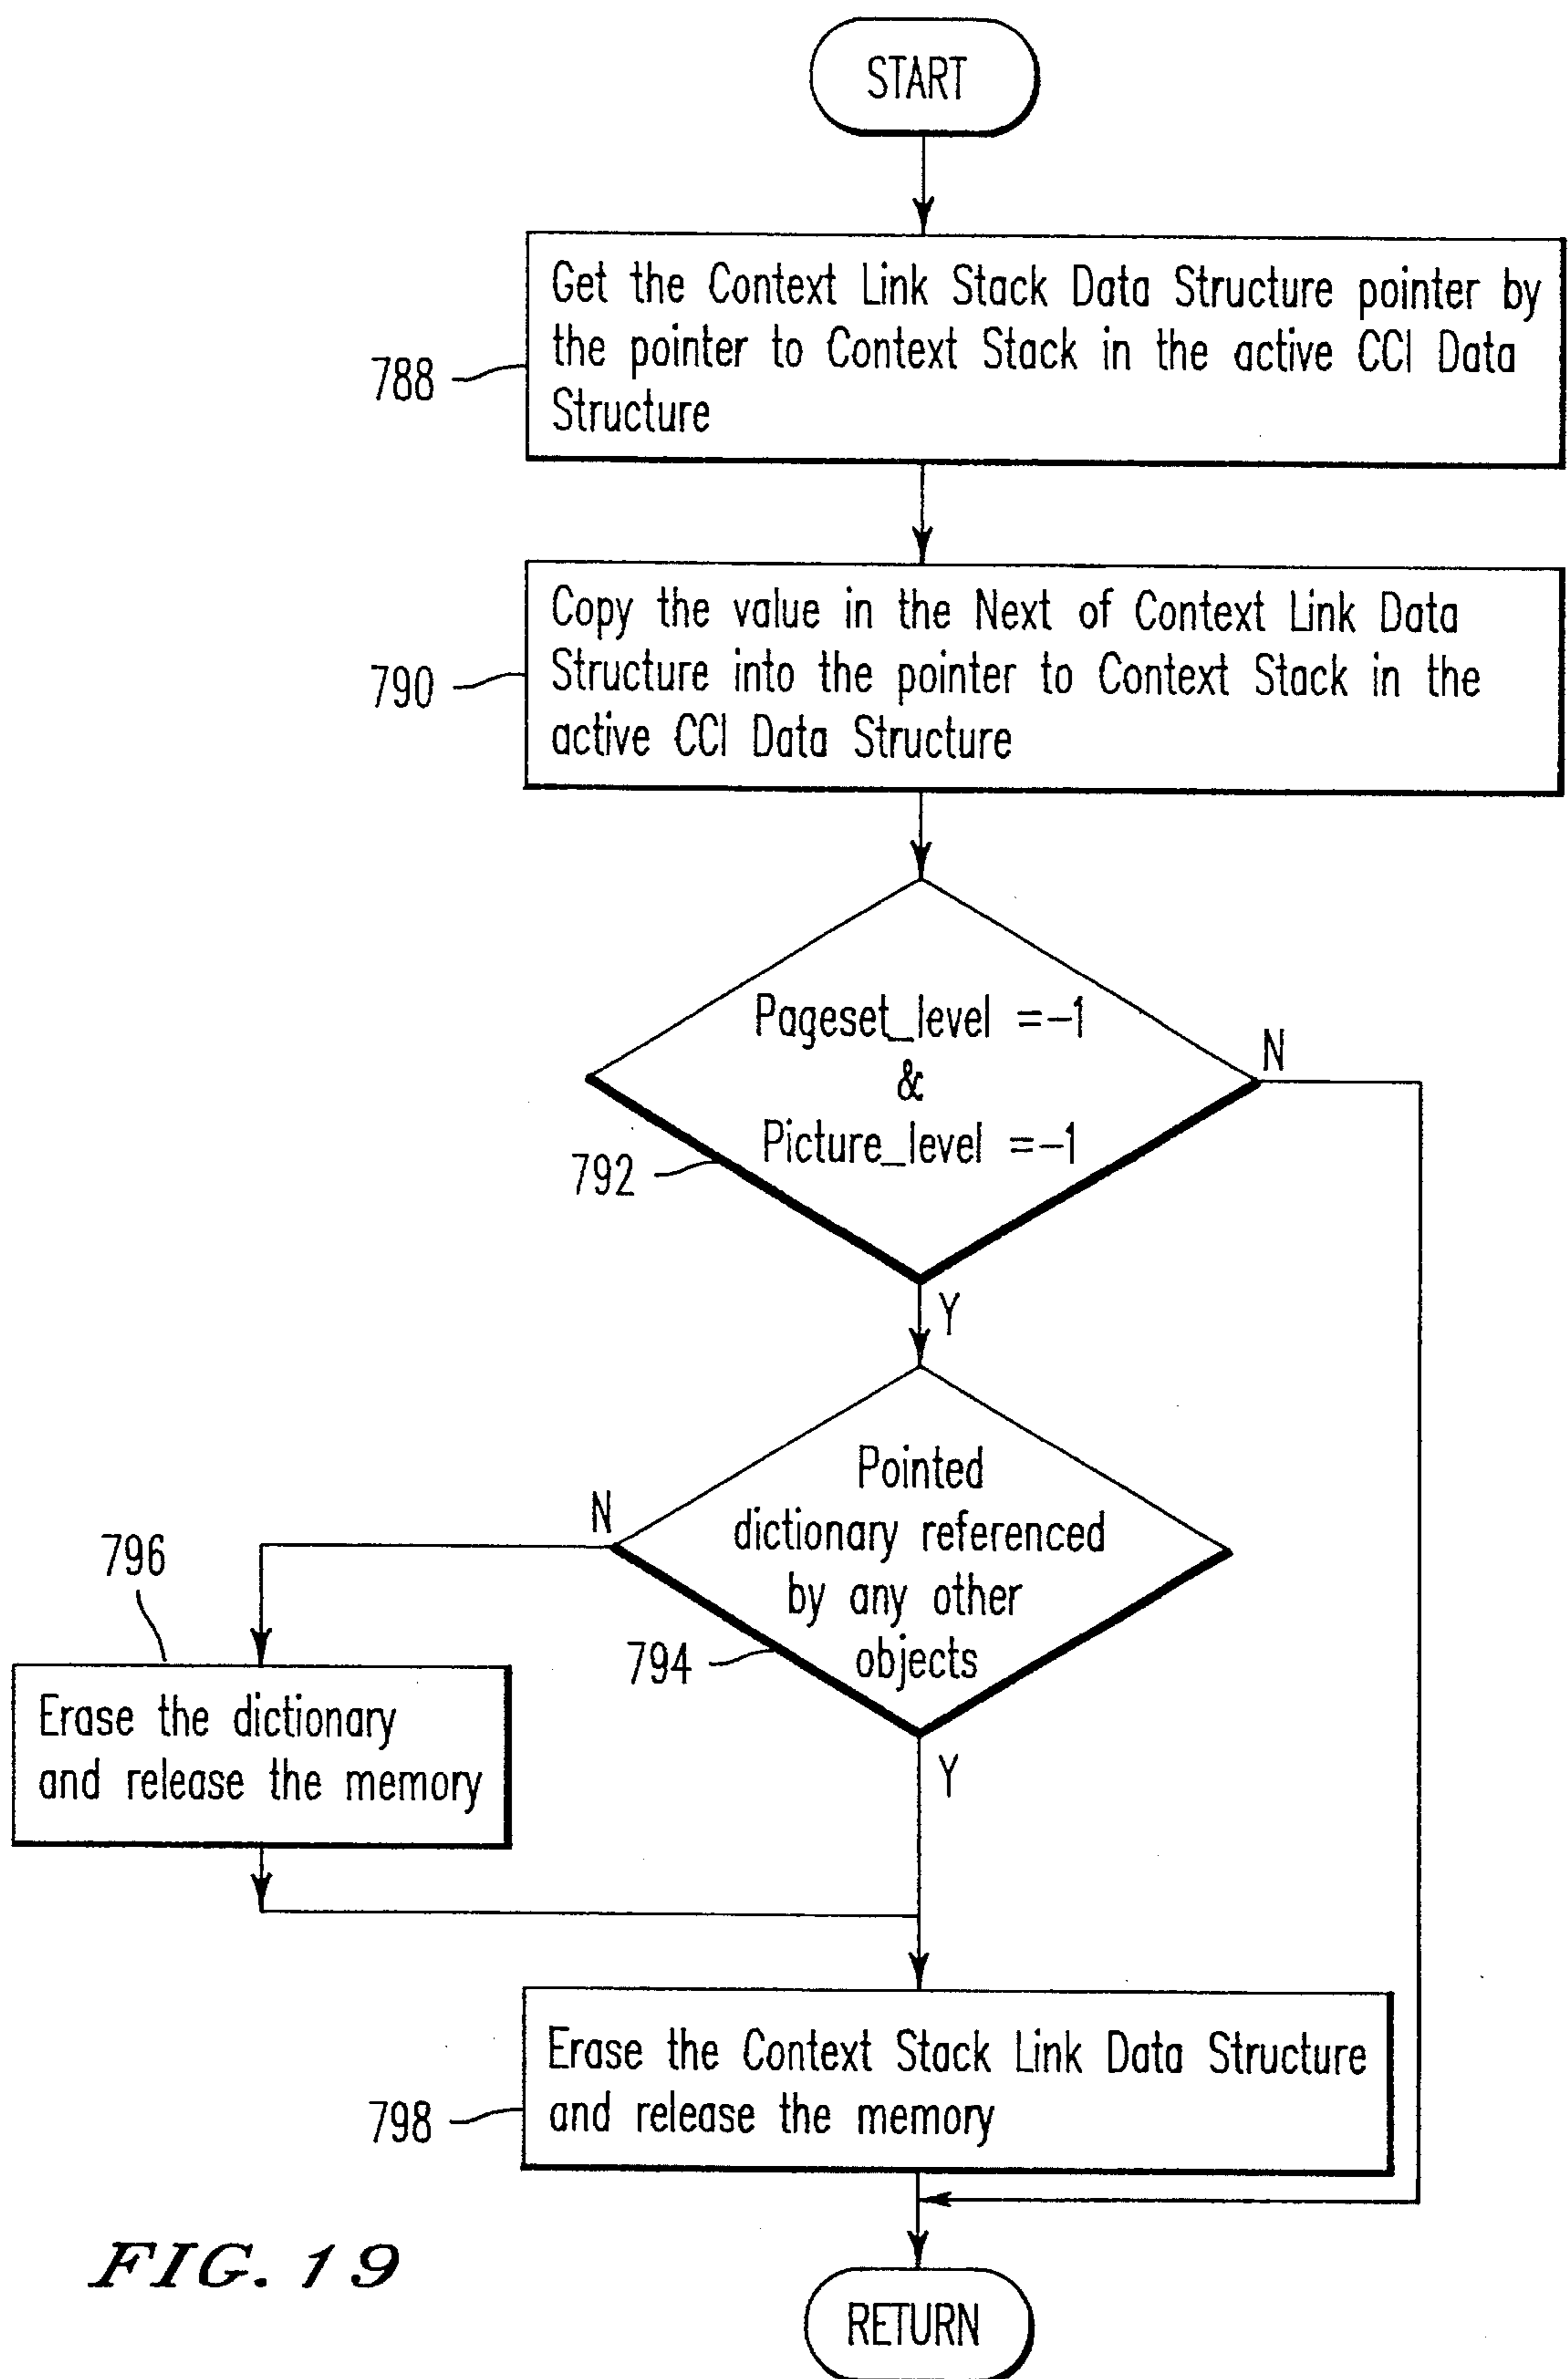 START
Get the Context Link Stack Data Structure pointer by
the pointer to Context Stack in the active CCI Data
Structure
788
Copy the value in the Next of Context Link Data
Structure into the pointer to Context Stack in the
active CCI Data Structure
790
Pageset_level =-1
&
Picture_level =-1
N
792
Y
Pointed
dictionary referenced
by any other
objects
N
794
796
Erase the dictionary
and release the memory
Y
Erase the Context Stack Link Data Structure
and release the memory
798
FIG. 19
RETURN